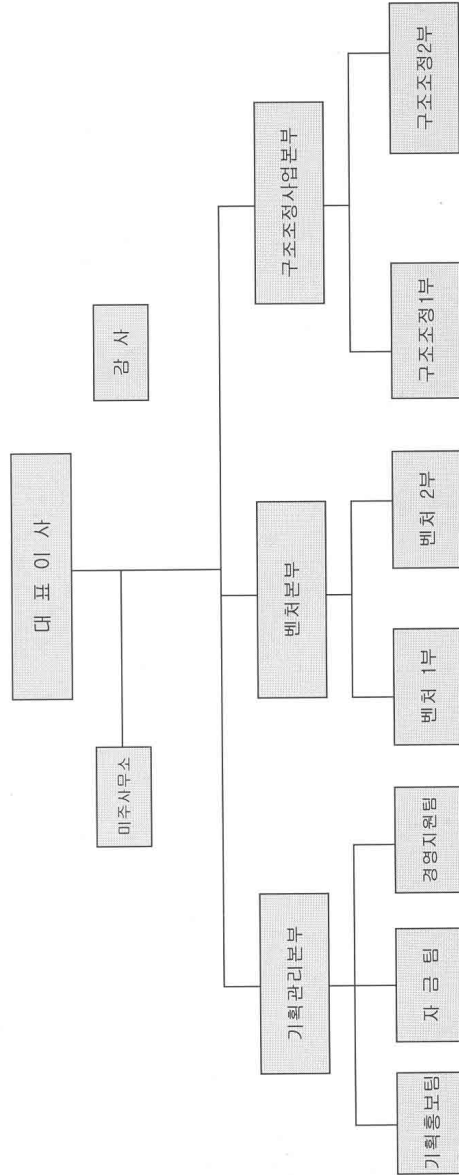 대 표 이 사
감 사
미주사무소
기획관리본부
벤처본부
구조조정사업본부
기획홍보팀
자 금 팀
경영지원팀
벤처 1부
벤처 2부
구조조정1부
구조조정2부